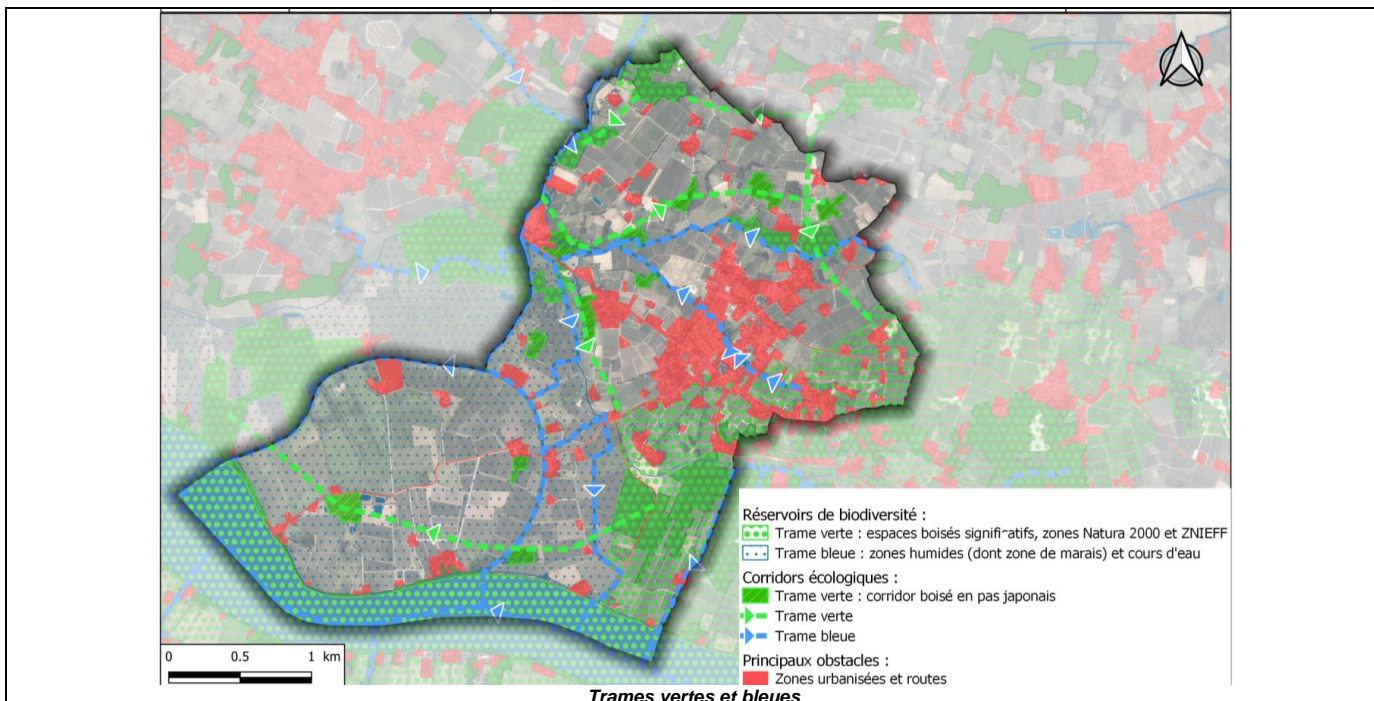 Réservoirs de biodiversité :
Trame verte : espaces boisés significatifs, zones Natura 2000 et ZNIEFF
Trame bleue : zones humides (dont zone de marais) et cours d'eau
Corridors écologiques :
Trame verte : corridor boisé en pas japonais
Trame verte
Trame bleue
Principaux obstacles :
Zones urbanisées et routes
0 0.5 1 km
Trames vertes et bleues